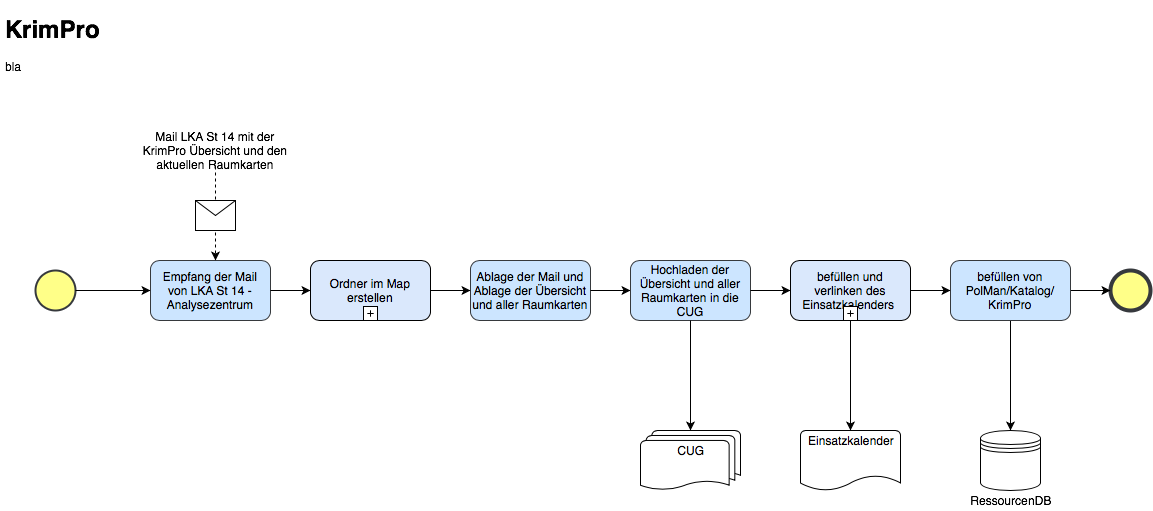 KrimPro
bla
Mail LKA St 14 mit der
KrimPro Übersicht und den
aktuellen Raumkarten
Empfang der Mail
von LKA St 14 -
Analysezentrum
Ordner im Map
erstellen
Ablage der Mail und
Ablage der Übersicht
und aller Raumkarten
Hochladen der
Übersicht und aller
Raumkarten in die
CUG
befüllen und
verlinken des
Einsatzkalenders
befüllen von
PolMan/Katalog/
KrimPro
CUG
Einsatzkalender
RessourcenDB